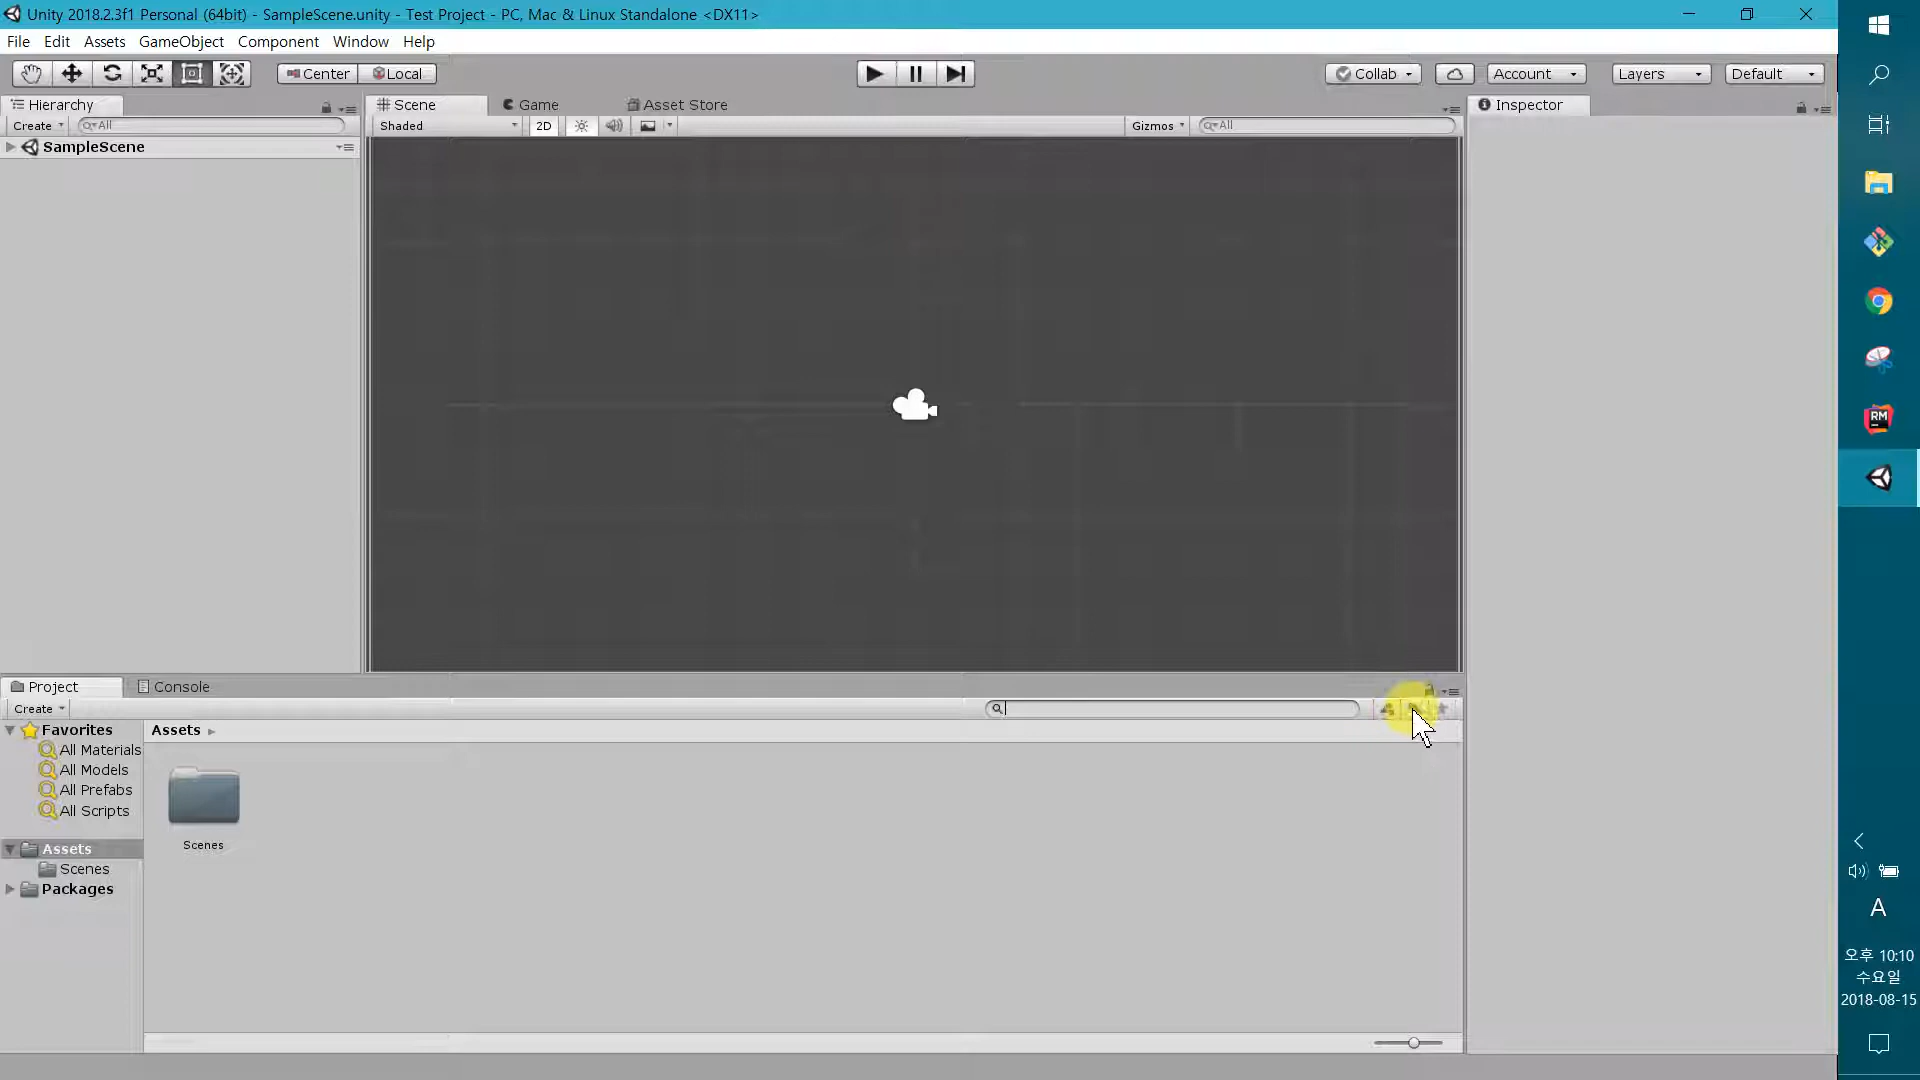 Unity 2018.2.3f1 Personal (64bit) - SampleScene.unity - Test Project - PC, Mac & Linux Standalone <DX11>
File Edit Assets GameObject Component Window Help
Center Local Collab Account Layers Default
Hierarchy Scene Game Asset Store Inspector
Create All Shaded 2D Gizmos All
SampleScene
RM
Project Console
Create
Favorites Assets
All Materials
All Models
All Prefabs
All Scripts
Scenes
Assets
Scenes
Packages
A
오후 10:10
수요일
2018-08-15